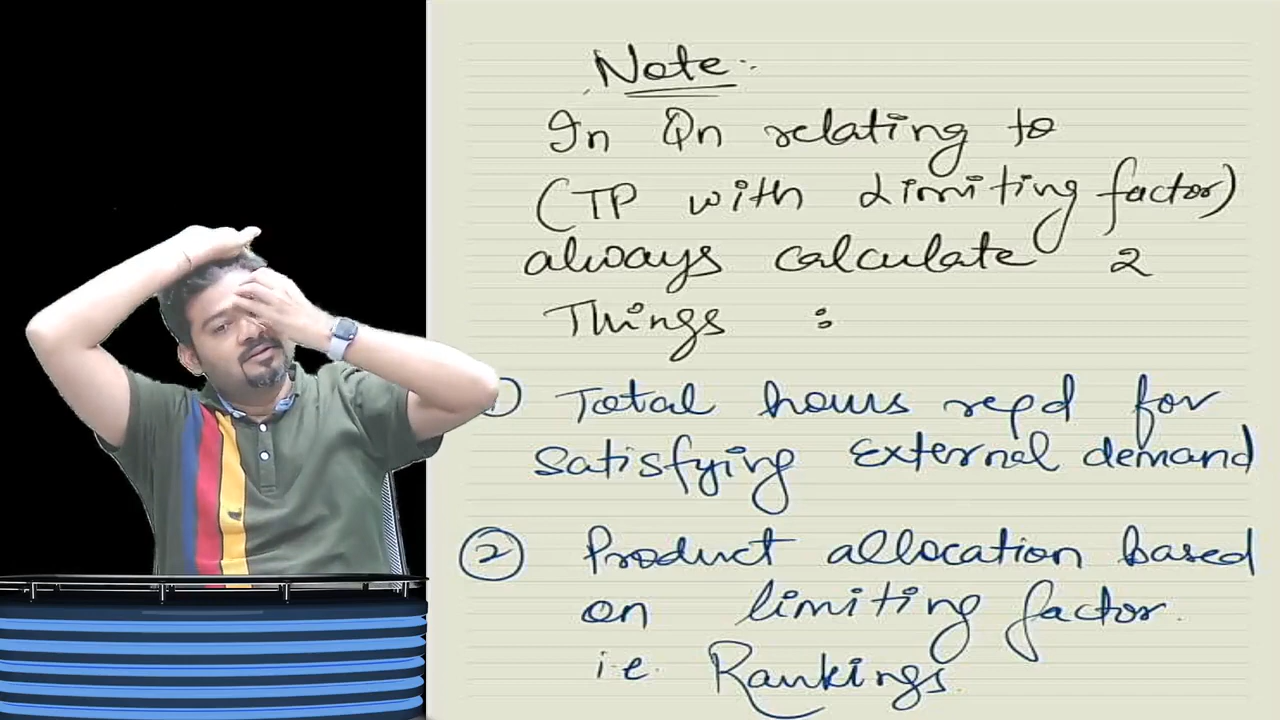 Note:
In Qn relating to
(TP with Limiting factor)
always calculate 2
Things :
1) Total hours reqd for
satisfying External demand
② Product allocation based
on limiting factor.
i.e. Rankings.